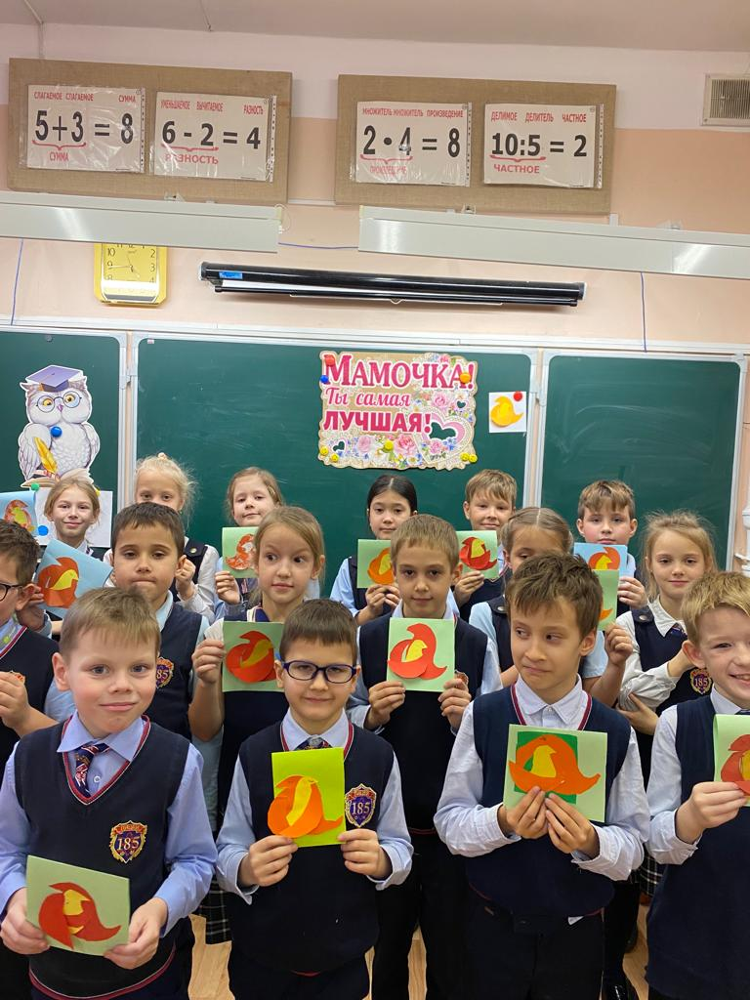 СЛАГАЕМОЕ СЛАГАЕМОЕ СУММА
5+3 = 8
СУММА
УМЕНЬШАЕМОЕ ВЫЧИТАЕМОЕ РАЗНОСТЬ
6 - 2 = 4
РАЗНОСТЬ
МНОЖИТЕЛЬ МНОЖИТЕЛЬ ПРОИЗВЕДЕНИЕ
2 • 4 = 8
ПРОИЗВЕДЕНИЕ
ДЕЛИМОЕ ДЕЛИТЕЛЬ ЧАСТНОЕ
10:5 = 2
ЧАСТНОЕ
МАМОЧКА!
Ты самая
ЛУЧШАЯ!
185
185
185
185